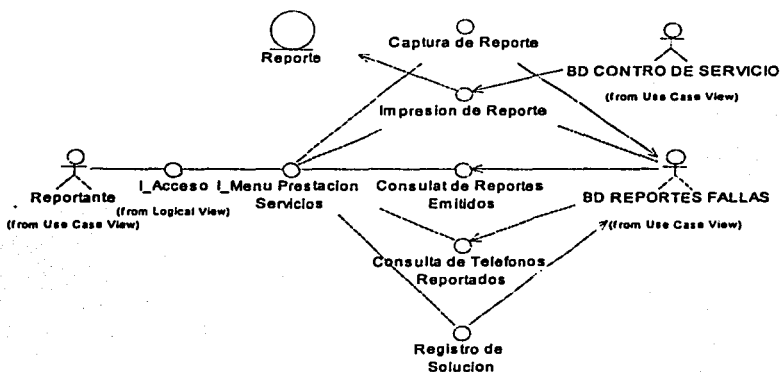 Captura de Reporte
Reporte
BD CONTRO DE SERVICIO
(from Use Case View)
Impresion de Reporte
Reportante
(from Use Case View)
I_Acceso
(from Logical View)
I_Menu Prestacion
Servicios
Consulat de Reportes
Emitidos
BD REPORTES FALLAS
(from Use Case View)
Consulta de Telefonos
Reportados
Registro de
Solucion